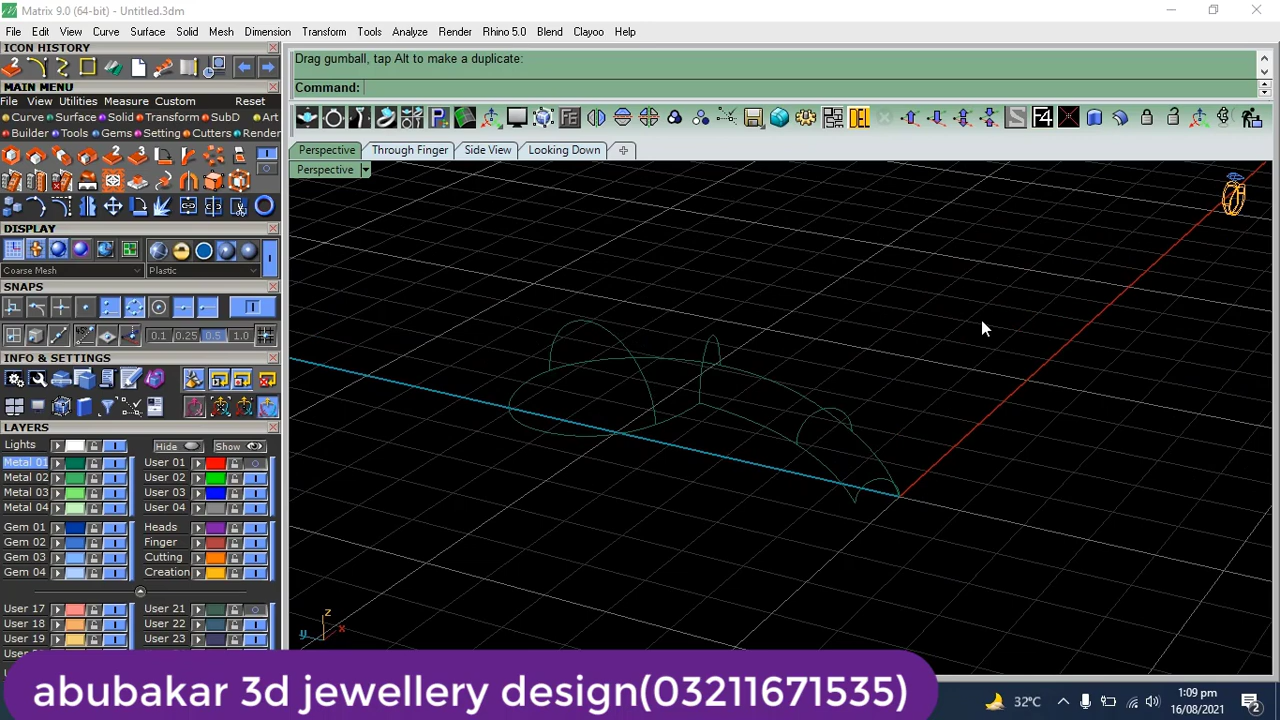 Matrix 9.0 (64-bit) - Untitled.3dm
File Edit View Curve Surface Solid Mesh Dimension Transform Tools Analyze Render Rhino 5.0 Blend Clayoo Help
ICON HISTORY
Drag gumball, tap Alt to make a duplicate:
Command:
MAIN MENU
File View Utilities Measure Custom Reset
Curve Surface Solid Transform SubD Art
Builder Tools Gems Setting Cutters Render
Perspective Through Finger Side View Looking Down
Perspective
DISPLAY
Coarse Mesh Plastic
SNAPS
0.1 0.25 0.5 1.0
INFO & SETTINGS
LAYERS
Lights Hide Show
Metal 01 User 01
Metal 02 User 02
Metal 03 User 03
Metal 04 User 04
Gem 01 Heads
Gem 02 Finger
Gem 03 Cutting
Gem 04 Creation
User 17 User 21
User 18 User 22
User 19 User 23
z
y x
abubakar 3d jewellery design(03211671535)
32°C
1:09 pm
16/08/2021
2